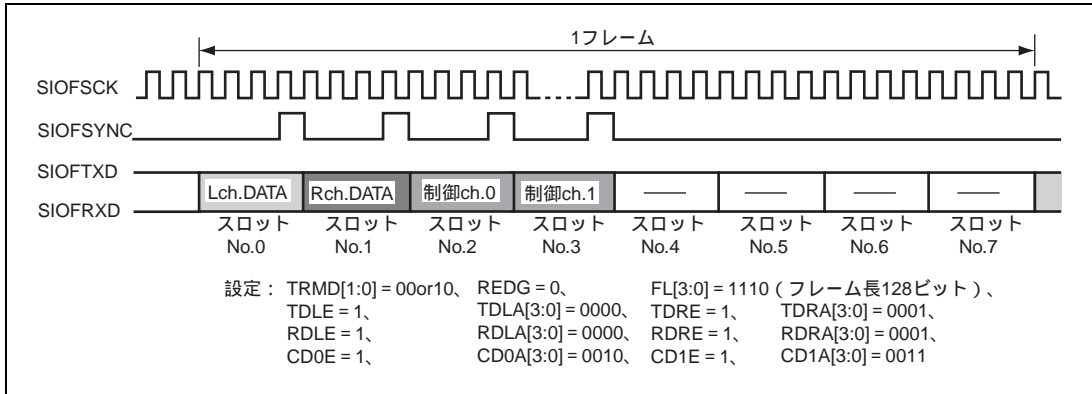 1フレーム
SIOFSCK
SIOFSYNC
SIOFTXD
SIOFRXD
Lch.DATA Rch.DATA 制御ch.0 制御ch.1 —— —— —— ——
スロット スロット スロット スロット スロット スロット スロット スロット
No.0 No.1 No.2 No.3 No.4 No.5 No.6 No.7
設定： TRMD[1:0] = 00or10、 REDG = 0、 FL[3:0] = 1110（フレーム長128ビット）、
TDLE = 1、 TDLA[3:0] = 0000、 TDRE = 1、 TDRA[3:0] = 0001、
RDLE = 1、 RDLA[3:0] = 0000、 RDRE = 1、 RDRA[3:0] = 0001、
CD0E = 1、 CD0A[3:0] = 0010、 CD1E = 1、 CD1A[3:0] = 0011